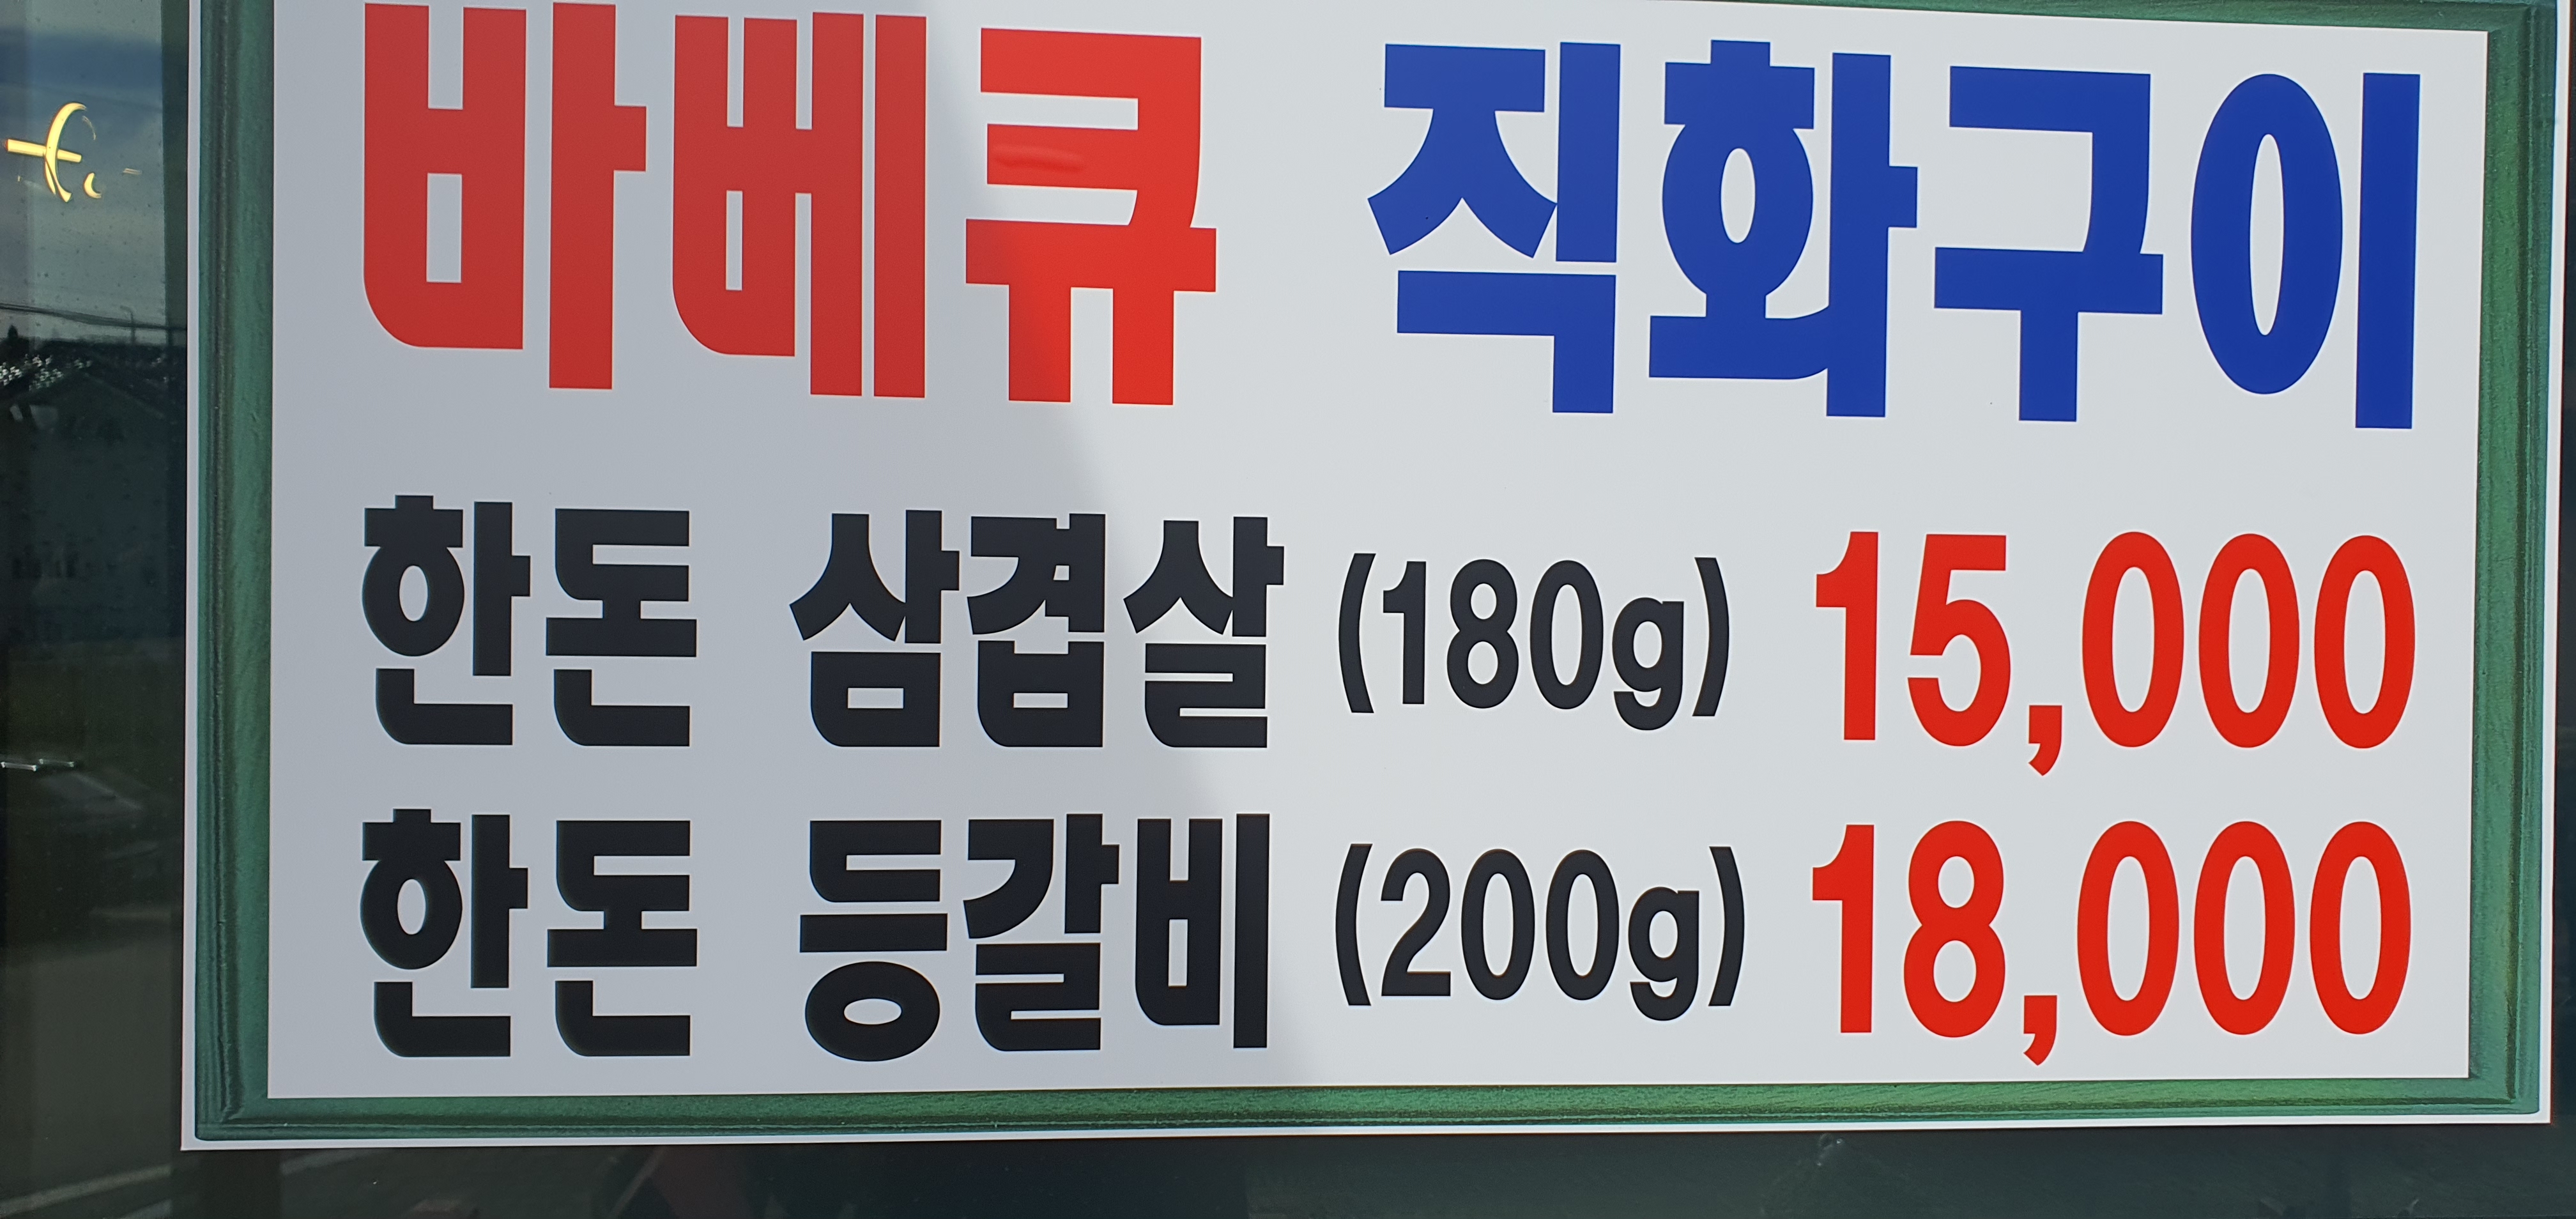 바베큐 직화구이
한돈 삼겹살 (180g) 15,000
한돈 등갈비 (200g) 18,000